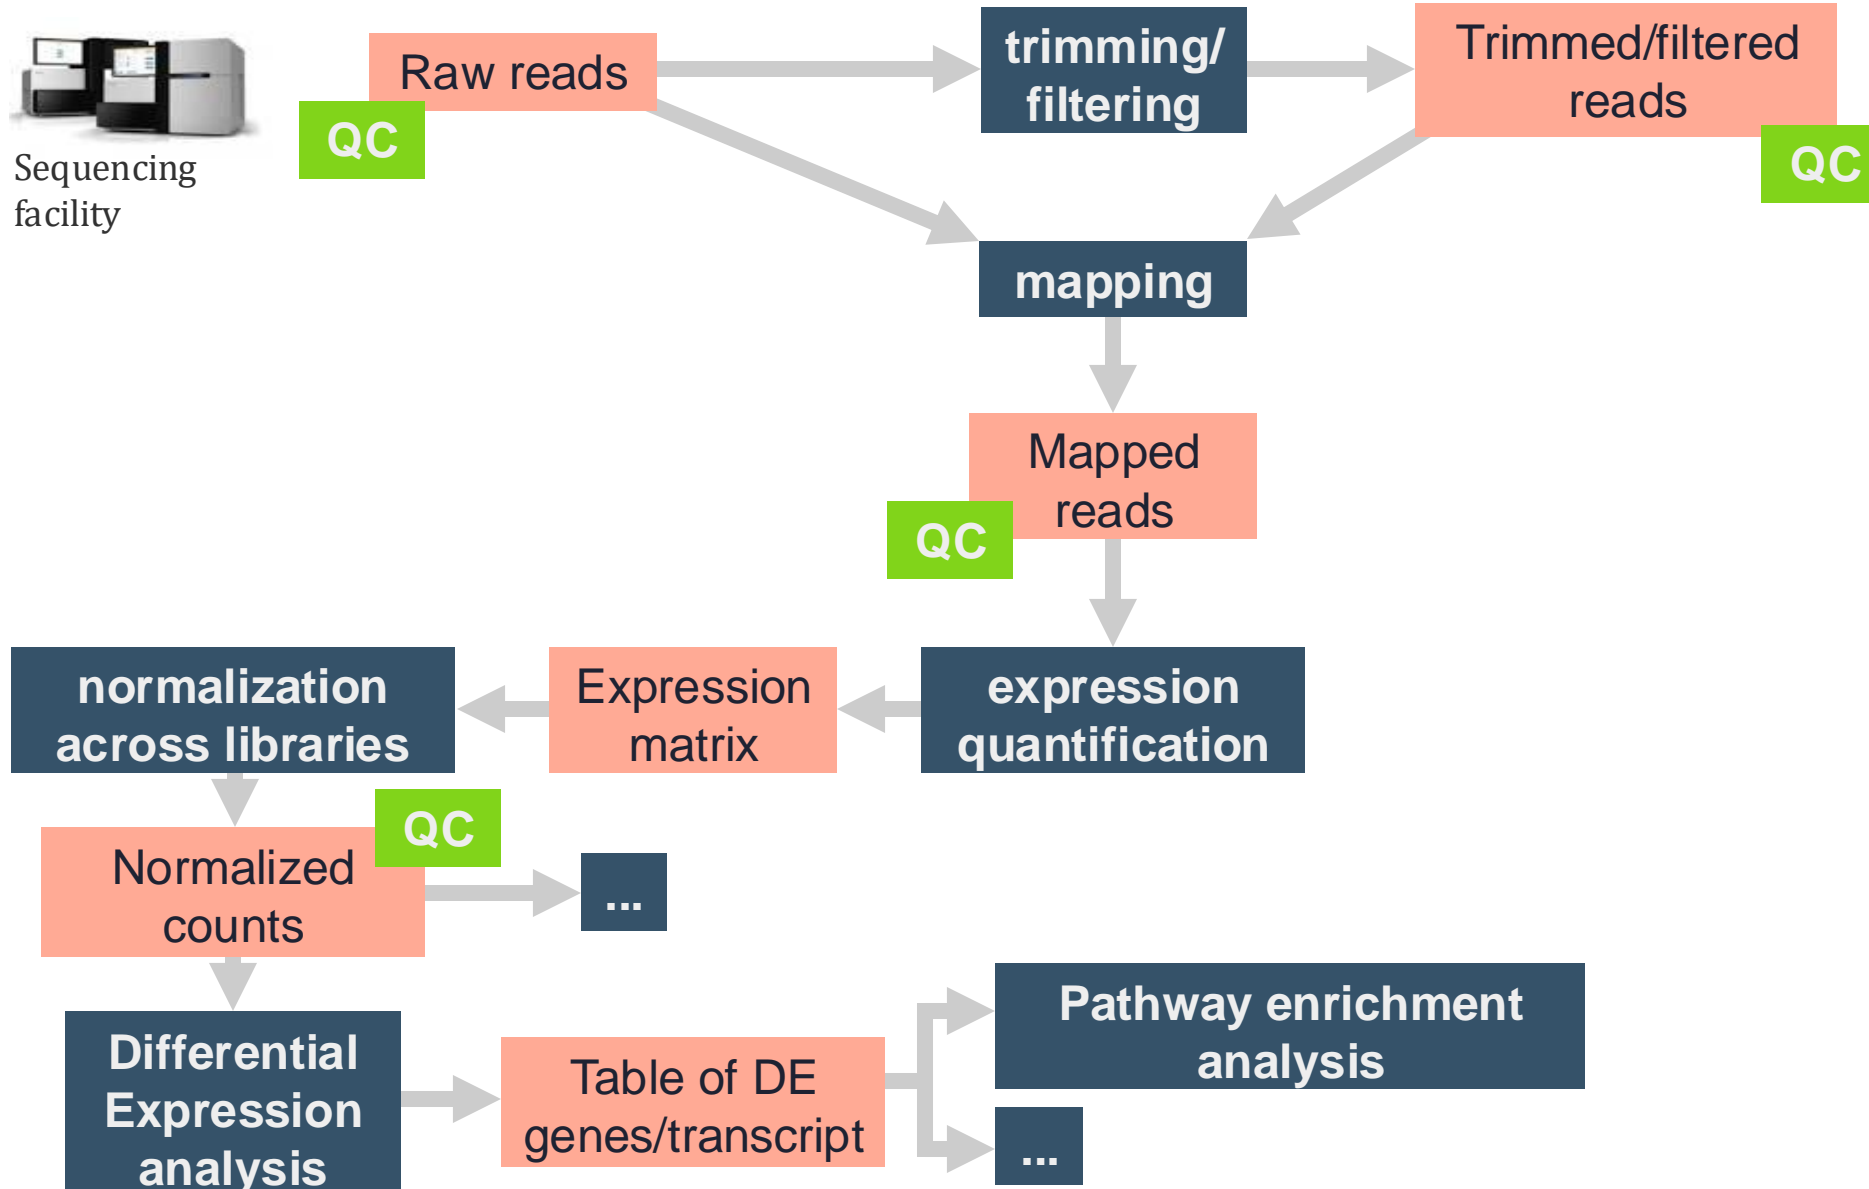 Raw reads
trimming/
filtering
Trimmed/filtered
reads
QC
QC
Sequencing
facility
mapping
Mapped
reads
QC
normalization
across libraries
Expression
matrix
expression
quantification
QC
Normalized
counts
...
Differential
Expression
analysis
Table of DE
genes/transcript
Pathway enrichment
analysis
...